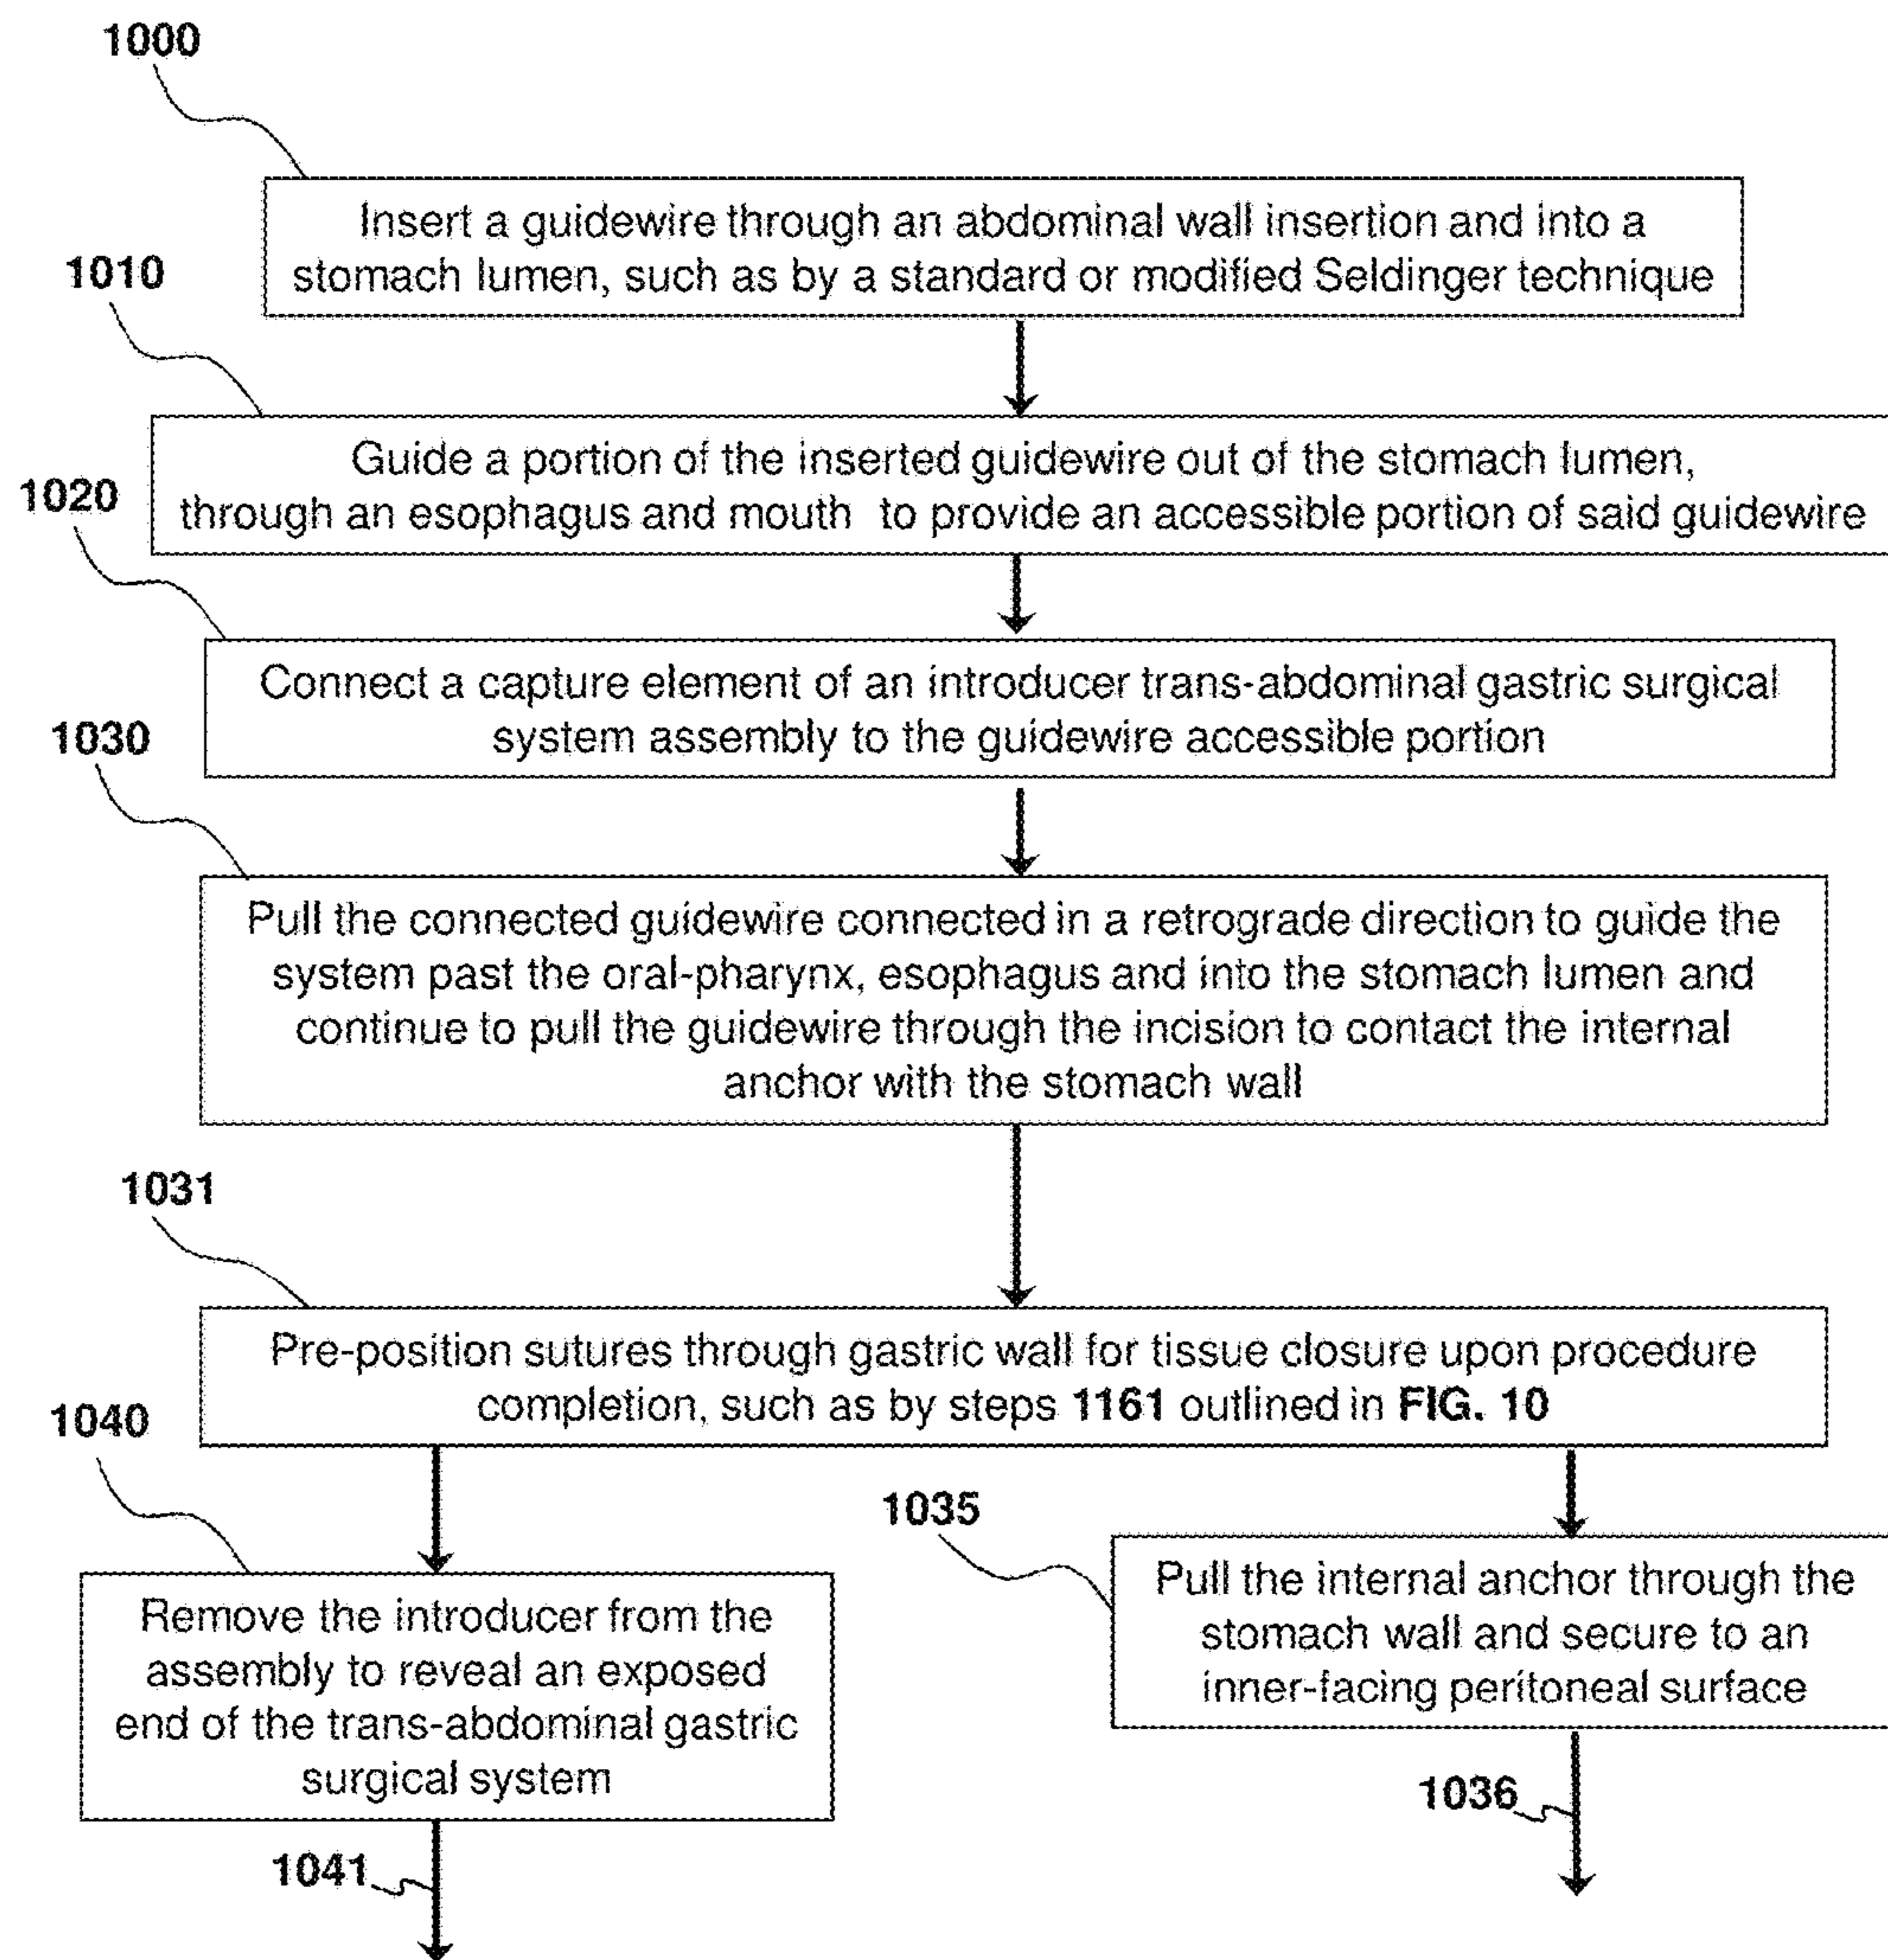 1000
Insert a guidewire through an abdominal wall insertion and into a
stomach lumen, such as by a standard or modified Seldinger technique
1010
Guide a portion of the inserted guidewire out of the stomach lumen,
through an esophagus and mouth to provide an accessible portion of said guidewire
1020
Connect a capture element of an introducer trans-abdominal gastric surgical
system assembly to the guidewire accessible portion
1030
Pull the connected guidewire connected in a retrograde direction to guide the
system past the oral-pharynx, esophagus and into the stomach lumen and
continue to pull the guidewire through the incision to contact the internal
anchor with the stomach wall
1031
Pre-position sutures through gastric wall for tissue closure upon procedure
completion, such as by steps 1161 outlined in FIG. 10
1040
Remove the introducer from the
assembly to reveal an exposed
end of the trans-abdominal gastric
surgical system
1041
1035
Pull the internal anchor through the
stomach wall and secure to an
inner-facing peritoneal surface
1036